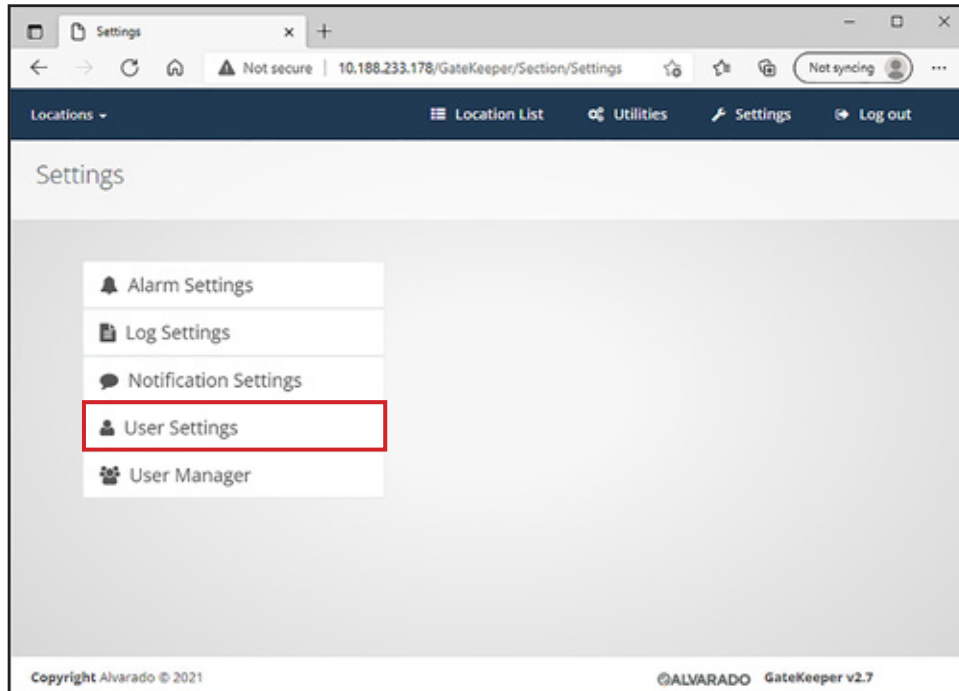 Settings
Not secure | 10.188.233.178/GateKeeper/Section/Settings Not syncing
Locations Location List Utilities Settings Log out
Settings
Alarm Settings
Log Settings
Notification Settings
User Settings
User Manager
Copyright Alvarado © 2021 ALVARADO GateKeeper v2.7